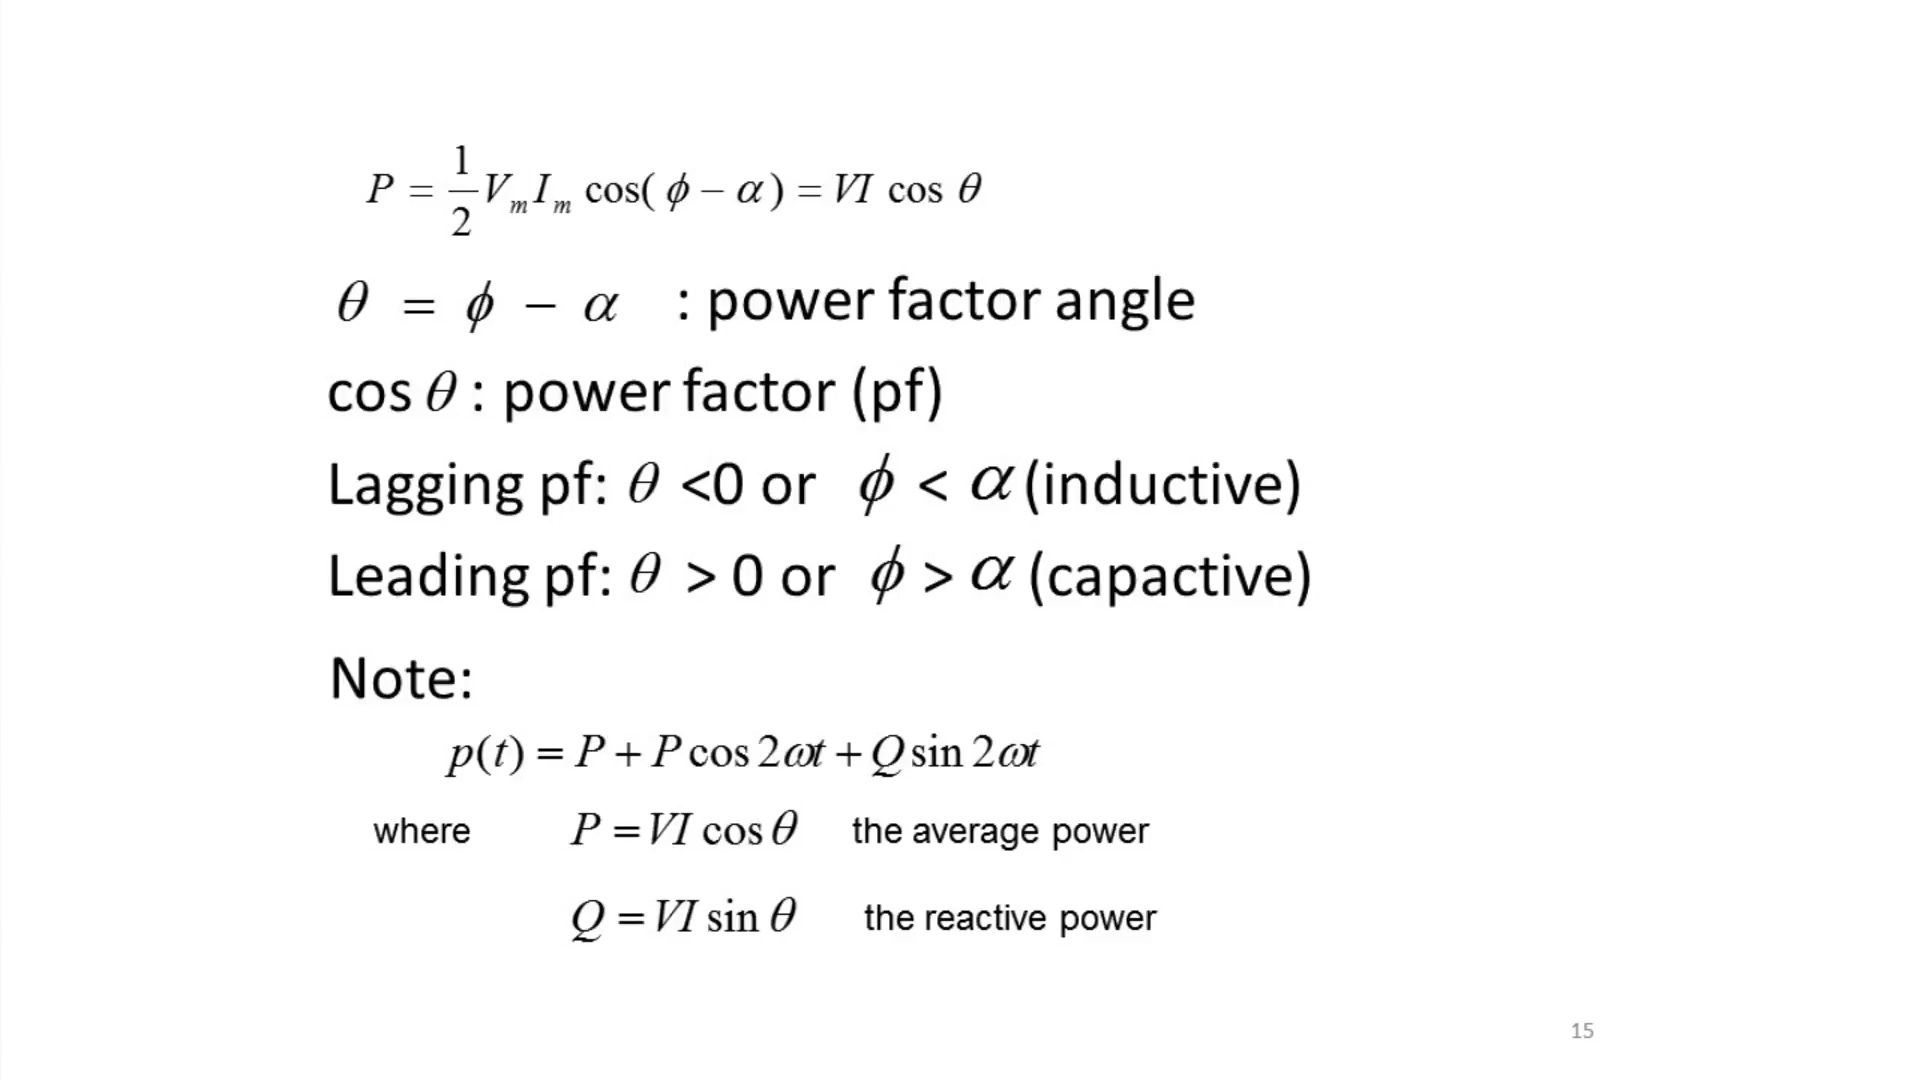 P = \frac{1}{2} V_m I_m cos( ϕ − α ) = VI cos θ
θ = ϕ − α : power factor angle
cos θ : power factor (pf)
Lagging pf: θ <0 or ϕ < α (inductive)
Leading pf: θ > 0 or ϕ > α (capactive)
Note:
p(t) = P + P cos 2ωt + Q sin 2ωt
where P = VI cos θ the average power
Q = VI sin θ the reactive power
15